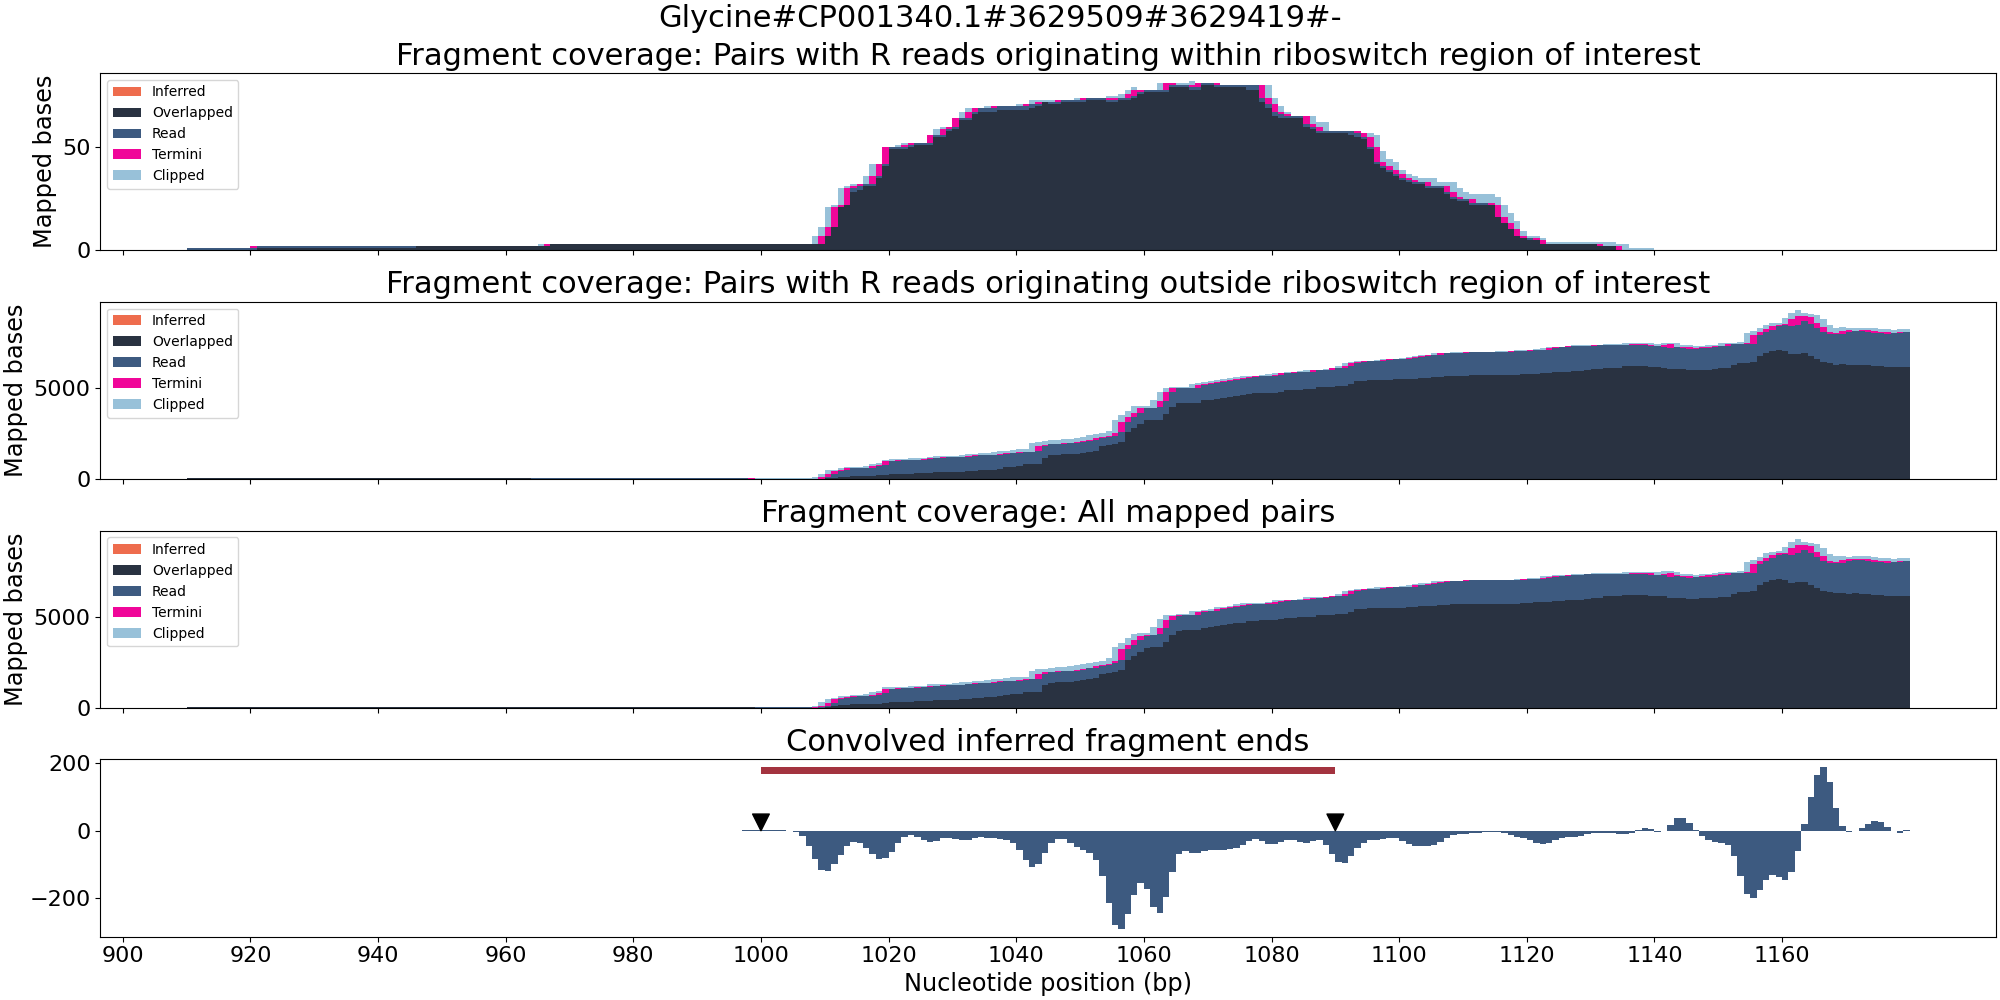 Glycine#CP001340.1#3629509#3629419#-
Fragment coverage: Pairs with R reads originating within riboswitch region of interest
Mapped bases
50
0
Inferred
Overlapped
Read
Termini
Clipped
Fragment coverage: Pairs with R reads originating outside riboswitch region of interest
Mapped bases
5000
0
Inferred
Overlapped
Read
Termini
Clipped
Fragment coverage: All mapped pairs
Mapped bases
5000
0
Inferred
Overlapped
Read
Termini
Clipped
Convolved inferred fragment ends
200
0
−200
900 920 940 960 980 1000 1020 1040 1060 1080 1100 1120 1140 1160
Nucleotide position (bp)